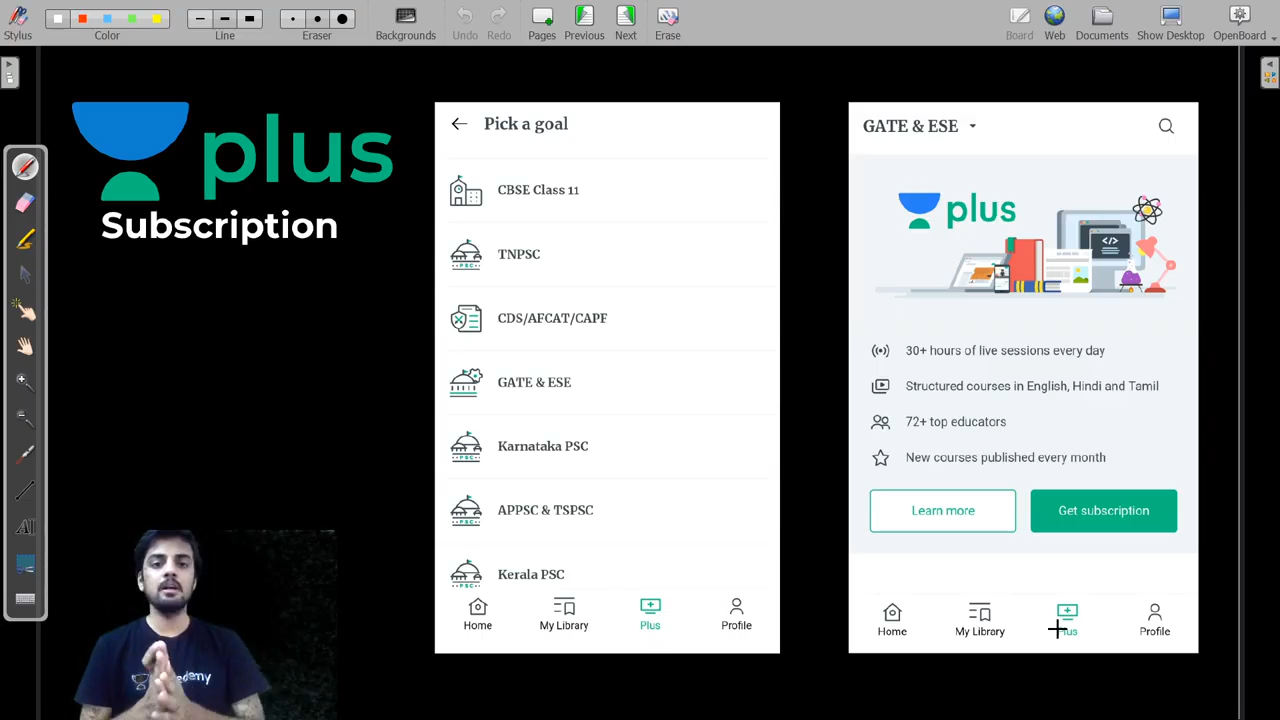 Stylus
Color
Line
Eraser
Backgrounds
Undo
Redo
Pages
Previous
Next
Erase
Board
Web
Documents
Show Desktop
OpenBoard
plus
Subscription
Pick a goal
CBSE Class 11
TNPSC
CDS/AFCAT/CAPF
GATE & ESE
Karnataka PSC
APPSC & TSPSC
Kerala PSC
Home
My Library
Plus
Profile
GATE & ESE
plus
30+ hours of live sessions every day
Structured courses in English, Hindi and Tamil
72+ top educators
New courses published every month
Learn more
Get subscription
Home
My Library
Plus
Profile